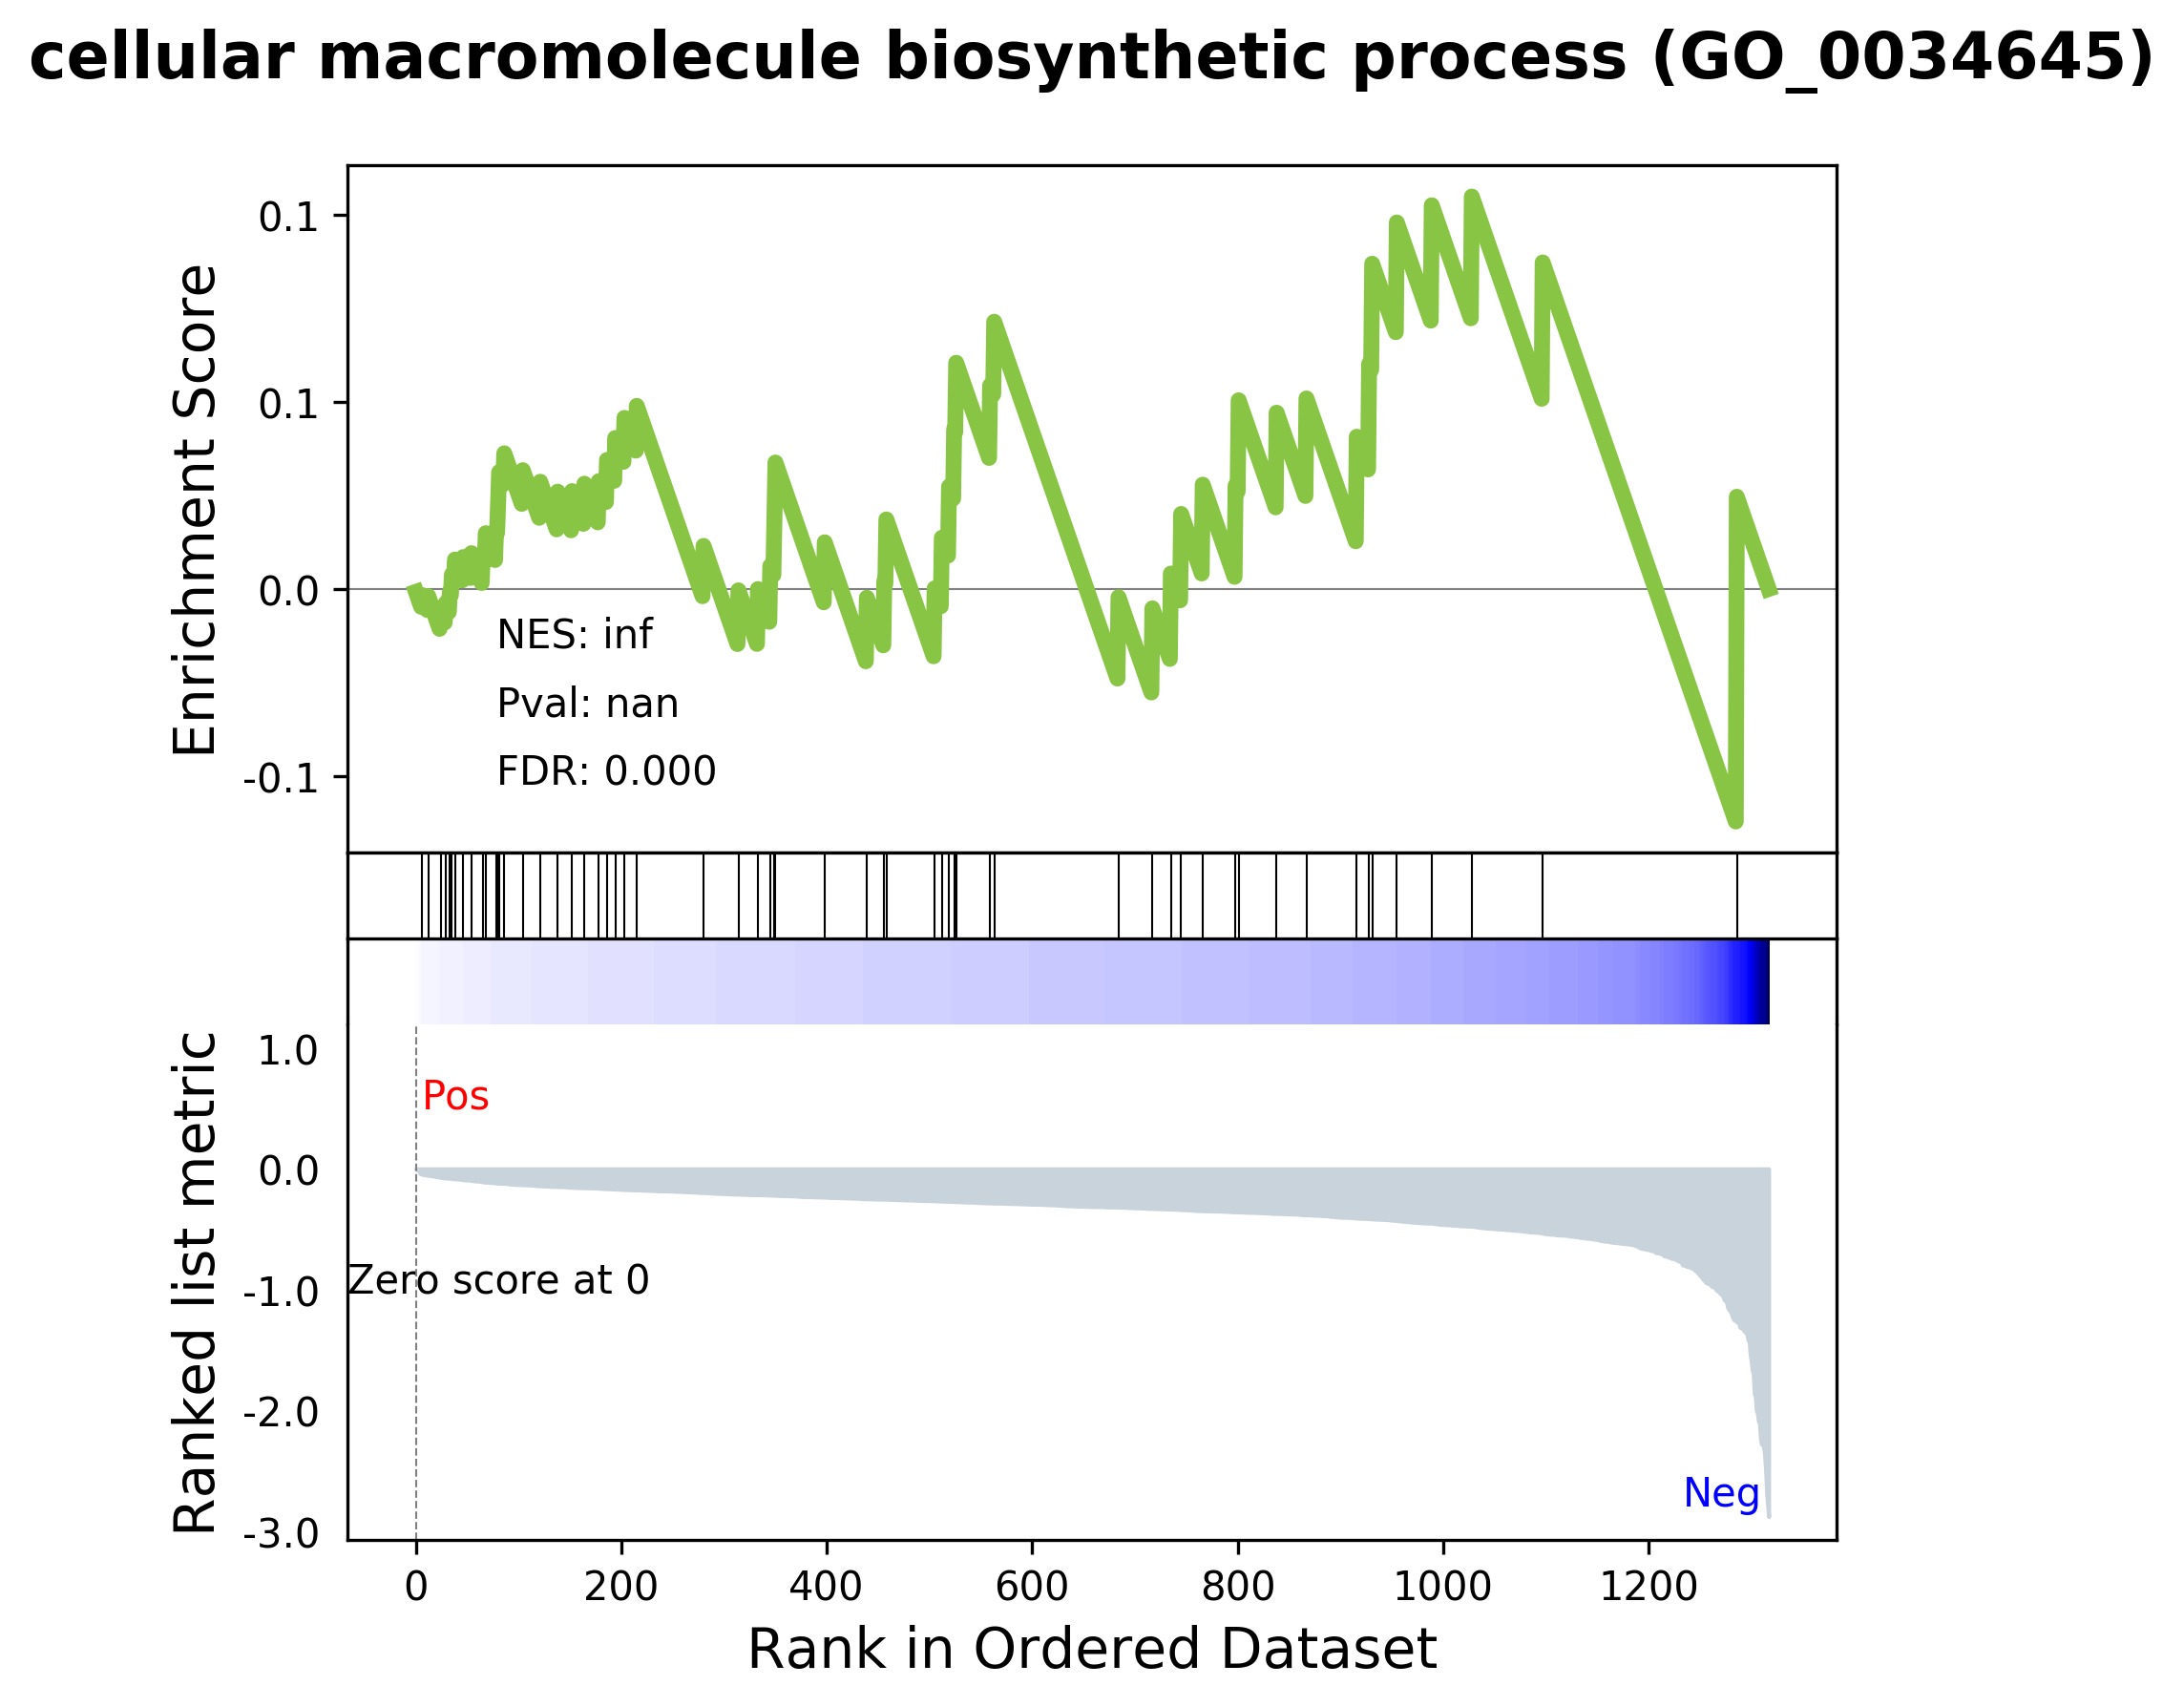 cellular macromolecule biosynthetic process (GO_0034645)
Enrichment Score
0.1
0.1
0.0
-0.1
NES: inf
Pval: nan
FDR: 0.000
Ranked list metric
1.0
0.0
-1.0
-2.0
-3.0
Pos
Zero score at 0
Neg
0 200 400 600 800 1000 1200
Rank in Ordered Dataset